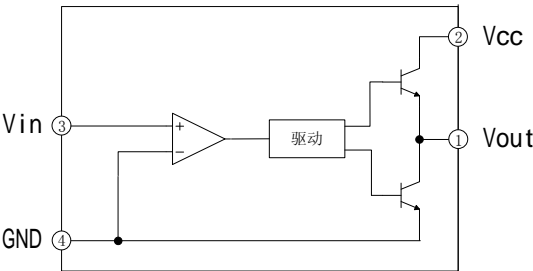 ② Vcc
Vin ③
+
−
驱动
① Vout
GND ④